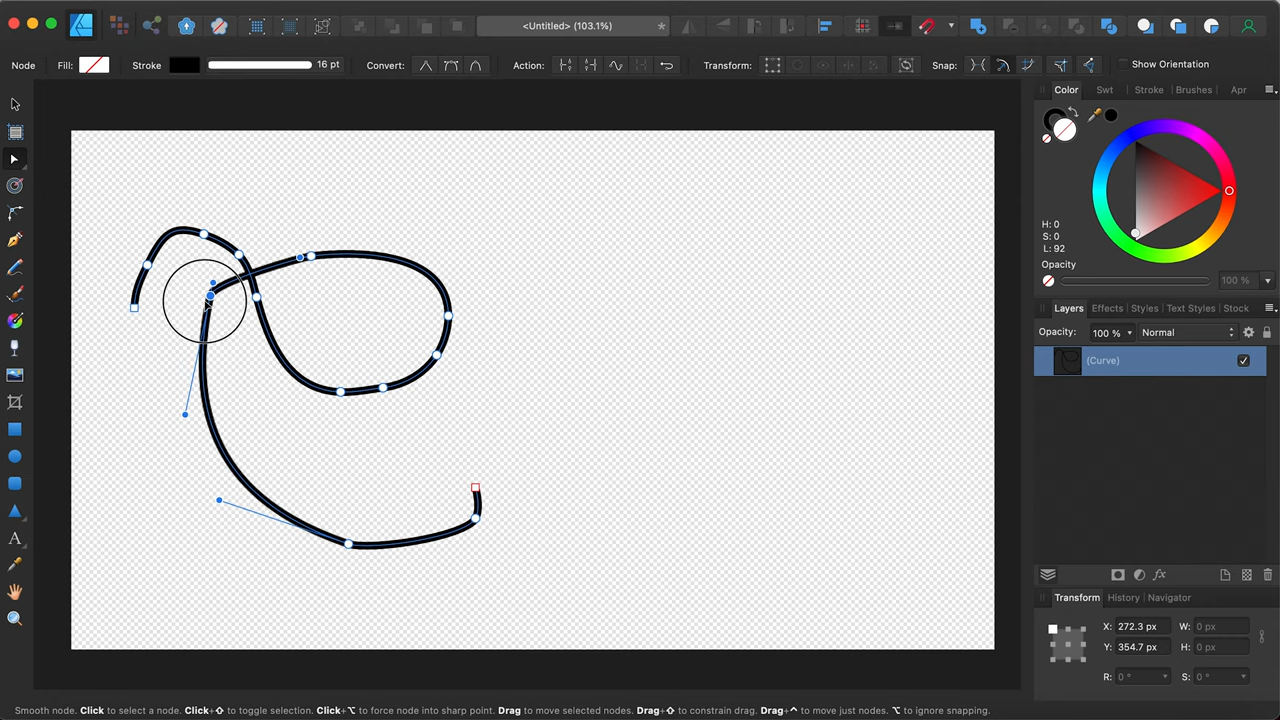 <Untitled> (103.1%)
*
Node
Fill:
Stroke
16 pt
Convert:
Action:
Transform:
Snap:
Show Orientation
Color
Swt
Stroke
Brushes
Apr
H: 0
S: 0
L: 92
Opacity
100 %
Layers
Effects
Styles
Text Styles
Stock
Opacity:
100 %
Normal
(Curve)
fx
Transform
History
Navigator
X: 272.3 px
W: 0 px
Y: 354.7 px
H: 0 px
R: 0 °
S: 0 °
A
Smooth node. Click to select a node. Click+⇧ to toggle selection. Click+⌥ to force node into sharp point. Drag to move selected nodes. Drag+⇧ to constrain drag. Drag+^ to move just nodes. ⌥ to ignore snapping.